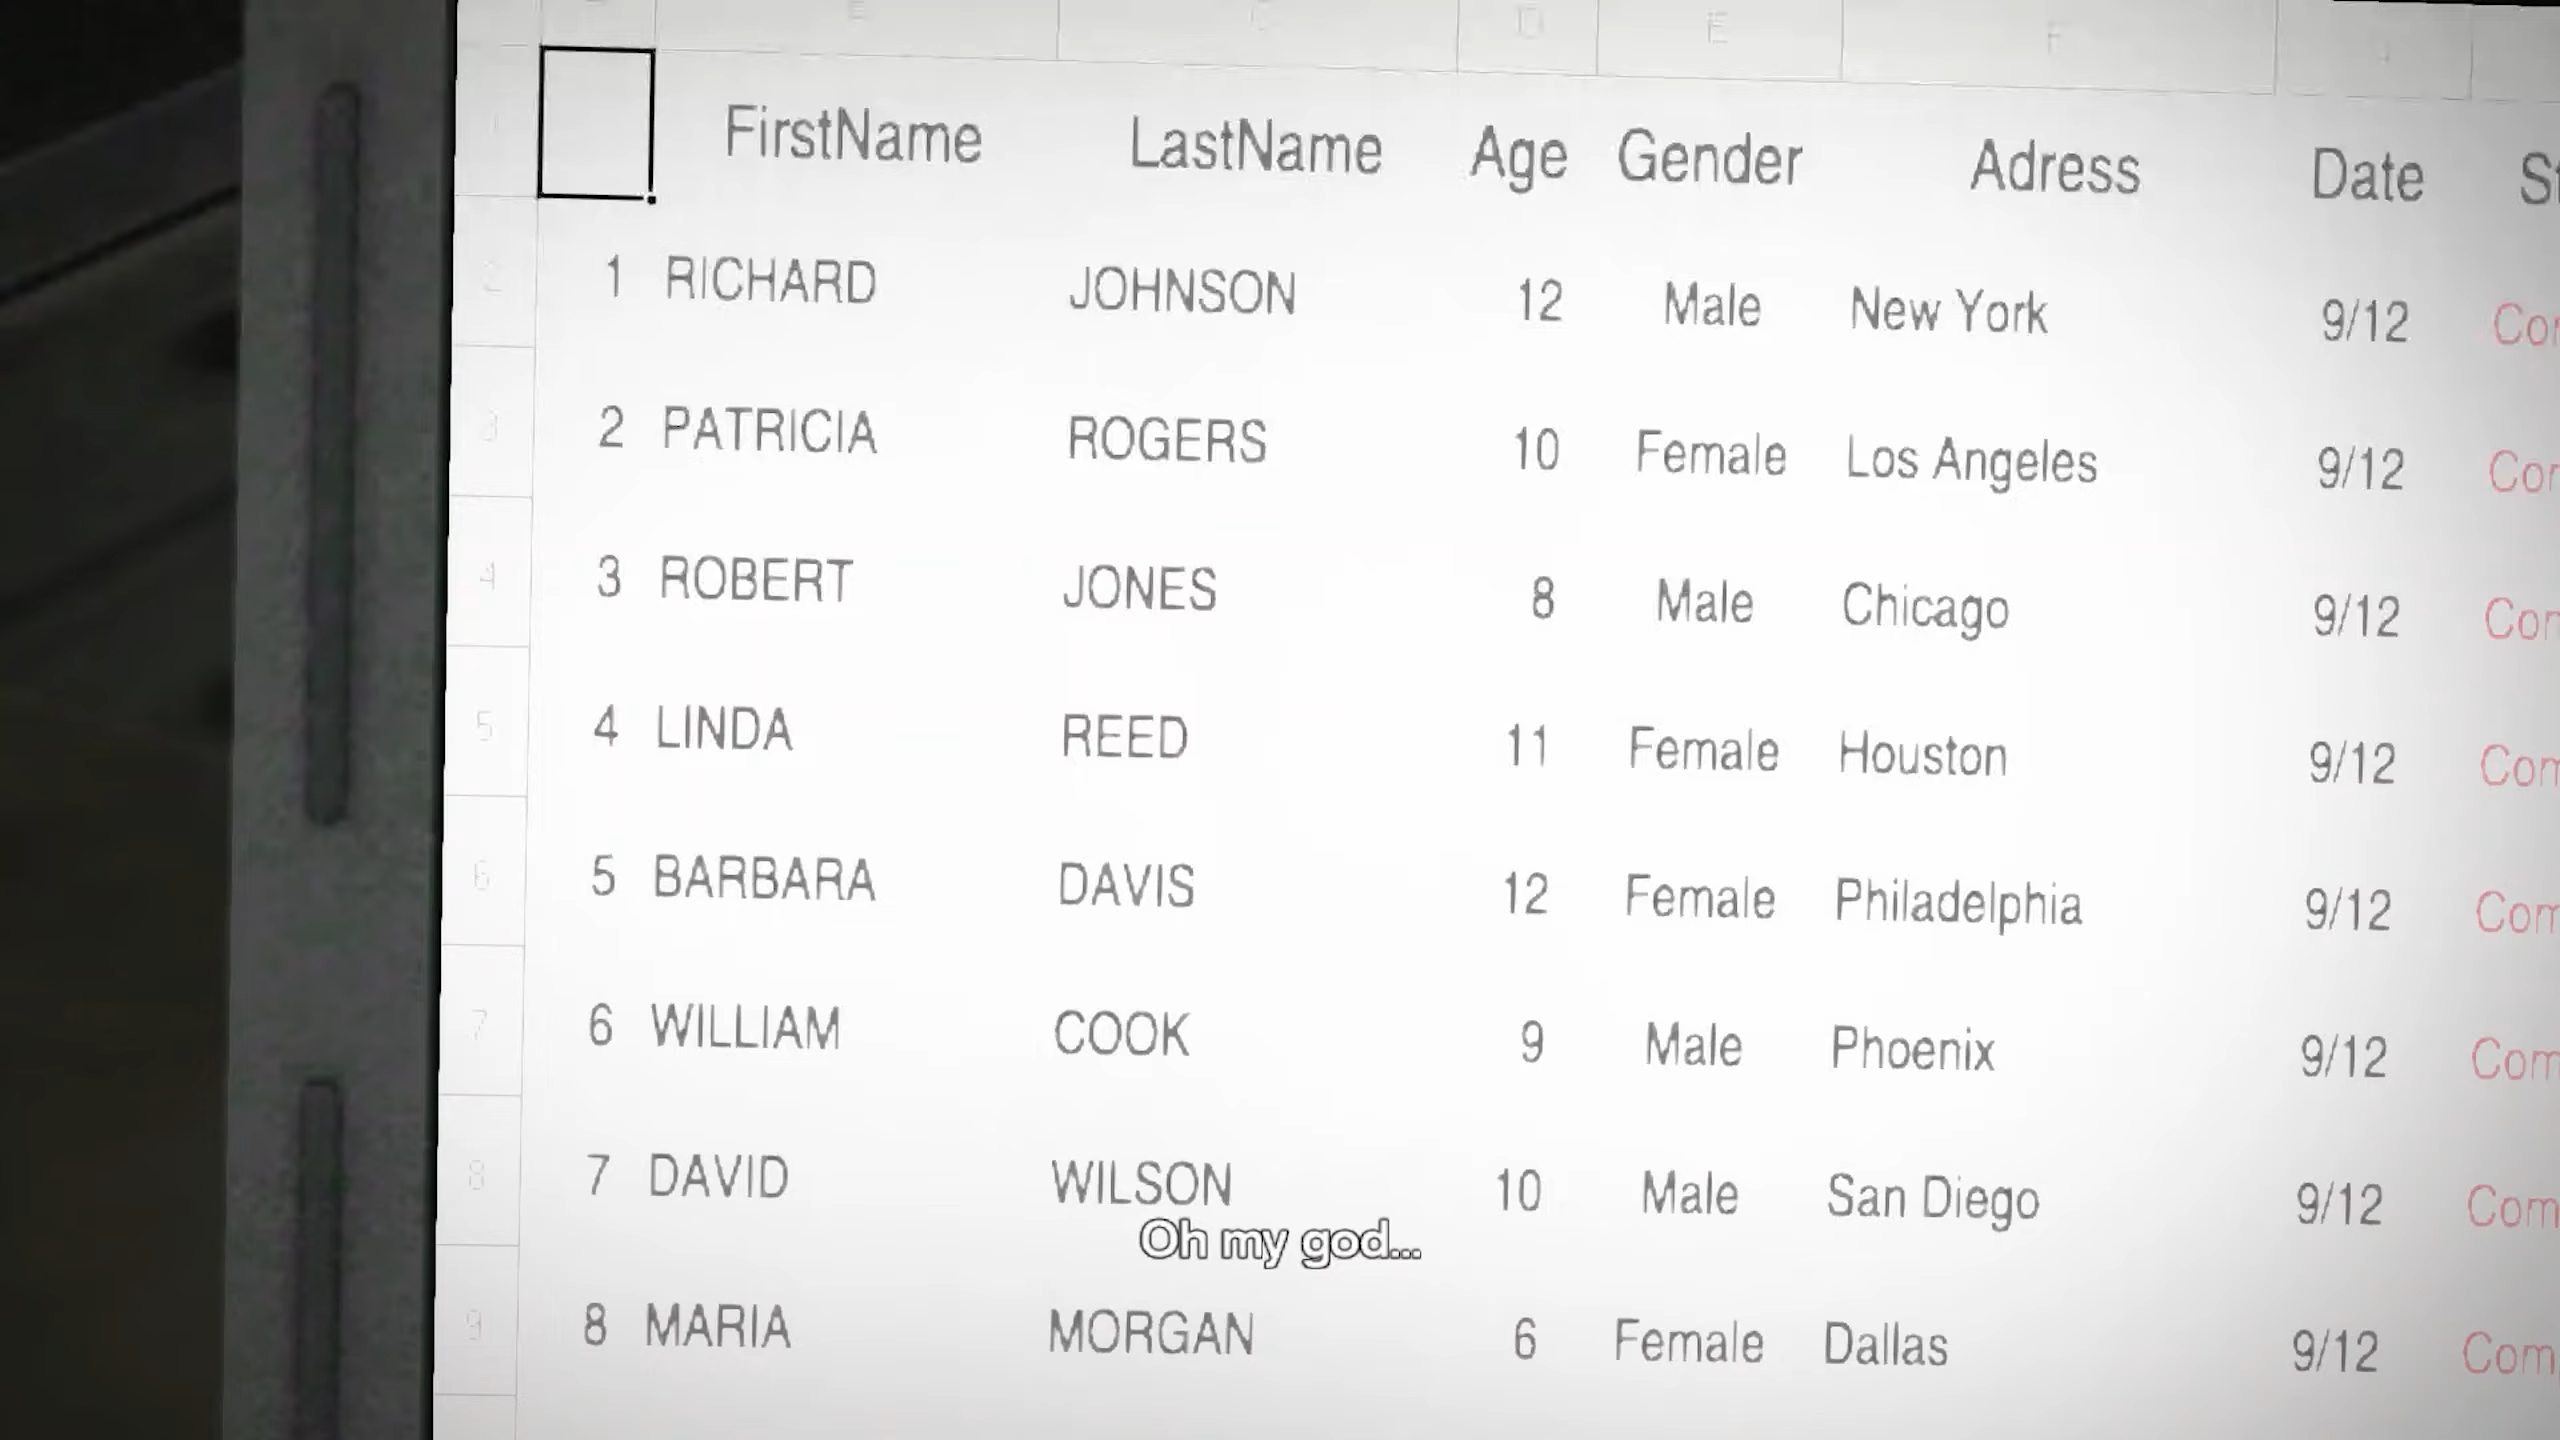 FirstName LastName Age Gender Adress Date
1 RICHARD JOHNSON 12 Male New York 9/12
2 PATRICIA ROGERS 10 Female Los Angeles 9/12
3 ROBERT JONES 8 Male Chicago 9/12
4 LINDA REED 11 Female Houston 9/12
5 BARBARA DAVIS 12 Female Philadelphia 9/12
6 WILLIAM COOK 9 Male Phoenix 9/12
7 DAVID WILSON 10 Male San Diego 9/12
Oh my god...
8 MARIA MORGAN 6 Female Dallas 9/12